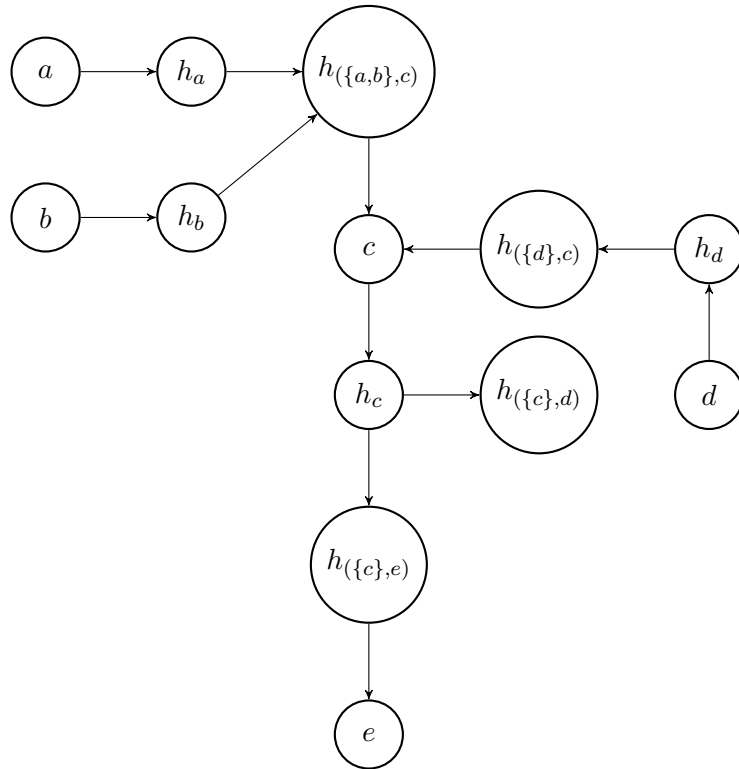 a
h_a
h_({a,b},c)
b
h_b
c
h_({d},c)
h_d
h_c
h_({c},d)
d
h_({c},e)
e